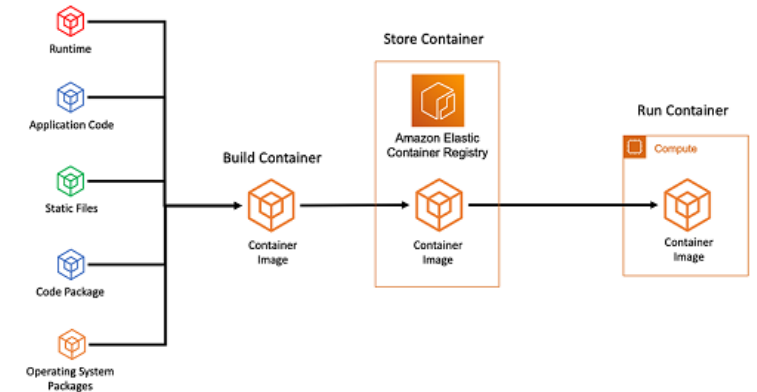 Runtime
Application Code
Static Files
Code Package
Operating System
Packages
Build Container
Container
Image
Store Container
Amazon Elastic
Container Registry
Container
Image
Run Container
Compute
Container
Image